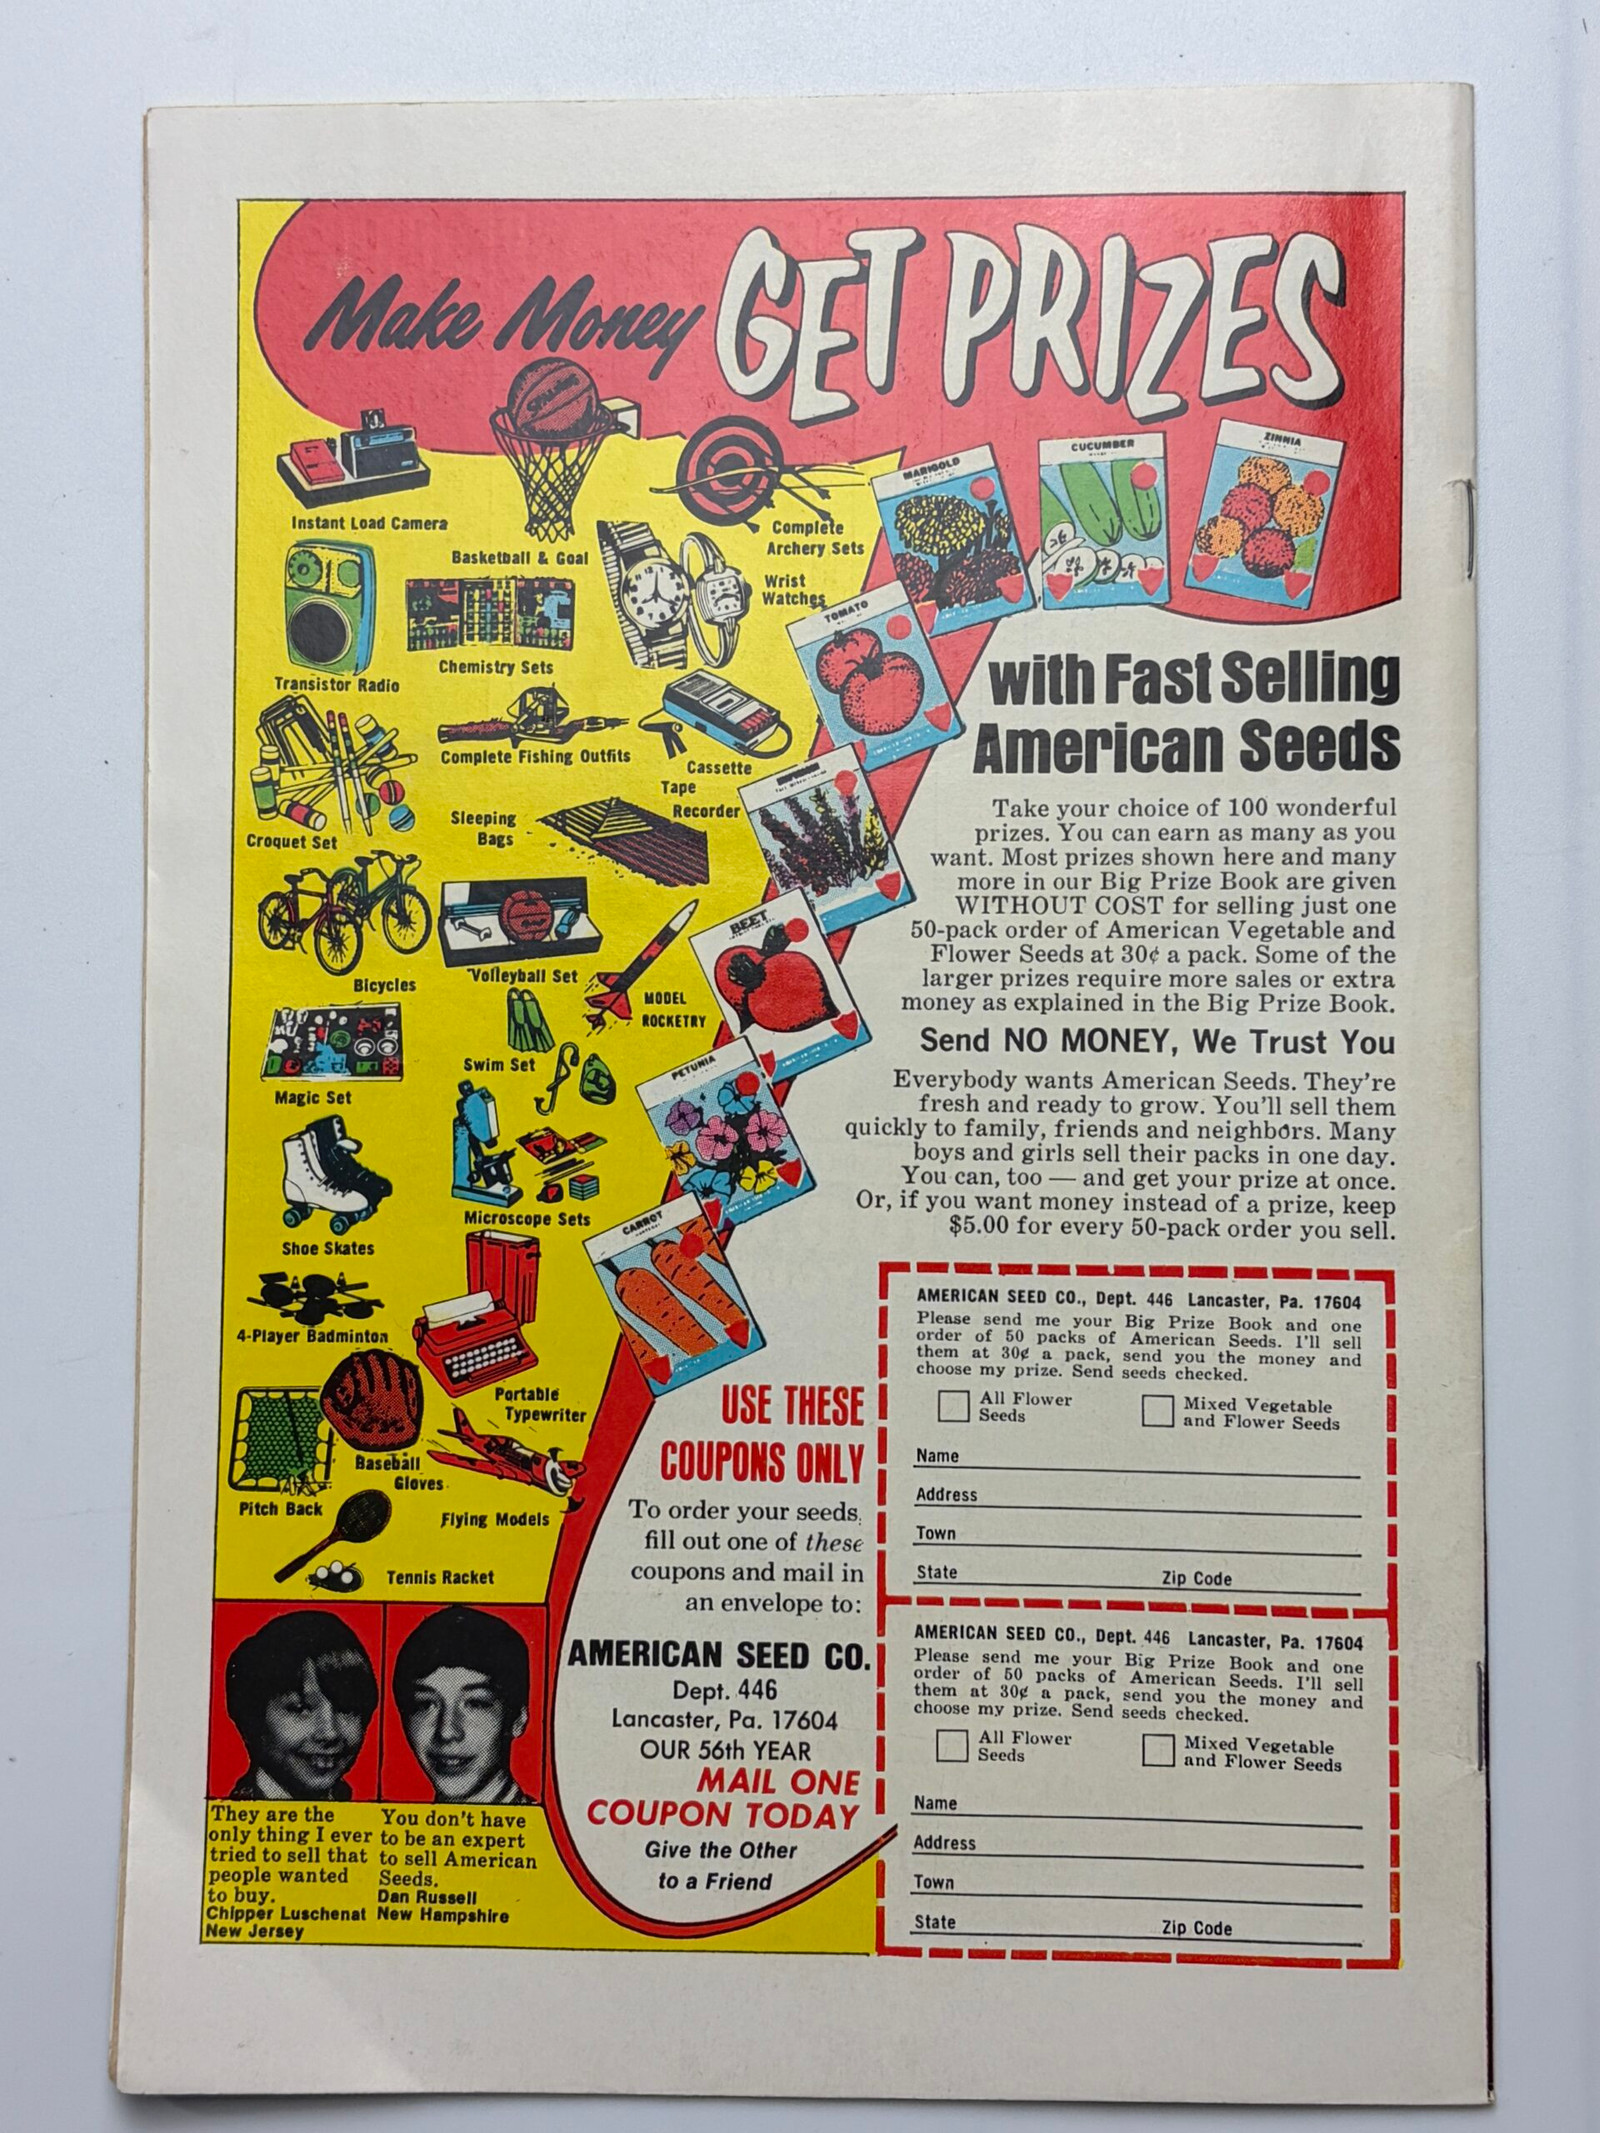 Make Money GET PRIZES
Spalding
Instant Load Camera
Basketball & Goal
Complete
Archery Sets
Wrist
Watches
Transistor Radio
Chemistry Sets
Complete Fishing Outfits
Cassette
Tape
Recorder
Croquet Set
Sleeping
Bags
Bicycles
Volleyball Set
MODEL
ROCKETRY
Magic Set
Swim Set
Shoe Skates
Microscope Sets
4-Player Badminton
Portable
Typewriter
Pitch Back
Baseball
Gloves
Flying Models
Tennis Racket
MARIGOLD
CUCUMBER
ZINNIA
TOMATO
BEET
PETUNIA
CARROT
with Fast Selling
American Seeds
Take your choice of 100 wonderful
prizes. You can earn as many as you
want. Most prizes shown here and many
more in our Big Prize Book are given
WITHOUT COST for selling just one
50-pack order of American Vegetable and
Flower Seeds at 30¢ a pack. Some of the
larger prizes require more sales or extra
money as explained in the Big Prize Book.
Send NO MONEY, We Trust You
Everybody wants American Seeds. They're
fresh and ready to grow. You'll sell them
quickly to family, friends and neighbors. Many
boys and girls sell their packs in one day.
You can, too — and get your prize at once.
Or, if you want money instead of a prize, keep
$5.00 for every 50-pack order you sell.
USE THESE
COUPONS ONLY
To order your seeds,
fill out one of these
coupons and mail in
an envelope to:
AMERICAN SEED CO.
Dept. 446
Lancaster, Pa. 17604
OUR 56th YEAR
MAIL ONE
COUPON TODAY
Give the Other
to a Friend
AMERICAN SEED CO., Dept. 446 Lancaster, Pa. 17604
Please send me your Big Prize Book and one
order of 50 packs of American Seeds. I'll sell
them at 30¢ a pack, send you the money and
choose my prize. Send seeds checked.
All Flower
Seeds
Mixed Vegetable
and Flower Seeds
Name
Address
Town
State Zip Code
AMERICAN SEED CO., Dept. 446 Lancaster, Pa. 17604
Please send me your Big Prize Book and one
order of 50 packs of American Seeds. I'll sell
them at 30¢ a pack, send you the money and
choose my prize. Send seeds checked.
All Flower
Seeds
Mixed Vegetable
and Flower Seeds
Name
Address
Town
State Zip Code
They are the
only thing I ever
tried to sell that
people wanted
to buy.
Chipper Luschenat
New Jersey
You don't have
to be an expert
to sell American
Seeds.
Dan Russell
New Hampshire